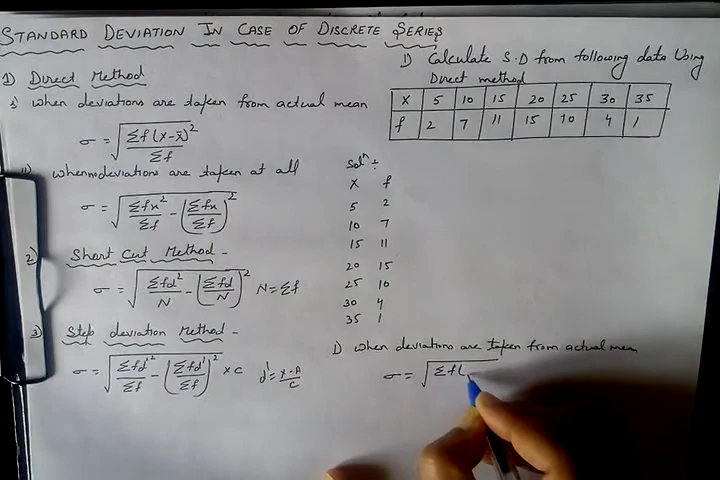 STANDARD DEVIATION IN CASE OF DISCRETE SERIES
1) Direct Method
i) when deviations are taken from actual mean
σ = √(Σf(x-x̄)² / Σf)
ii) when no deviations are taken at all
σ = √(Σfx²/Σf - (Σfx/Σf)²)
2) Short Cut Method -
σ = √(Σfd²/N - (Σfd/N)²) N = Σf
3) Step deviation Method -
σ = √(Σfd'²/Σf - (Σfd'/Σf)²) × c d' = x-A/c
1) Calculate S.D from following data Using
Direct method
X 5 10 15 20 25 30 35
f 2 7 11 15 10 4 1
Solⁿ ÷
X f
5 2
10 7
15 11
20 15
25 10
30 4
35 1
1) when deviations are taken from actual mean
σ = √Σf(